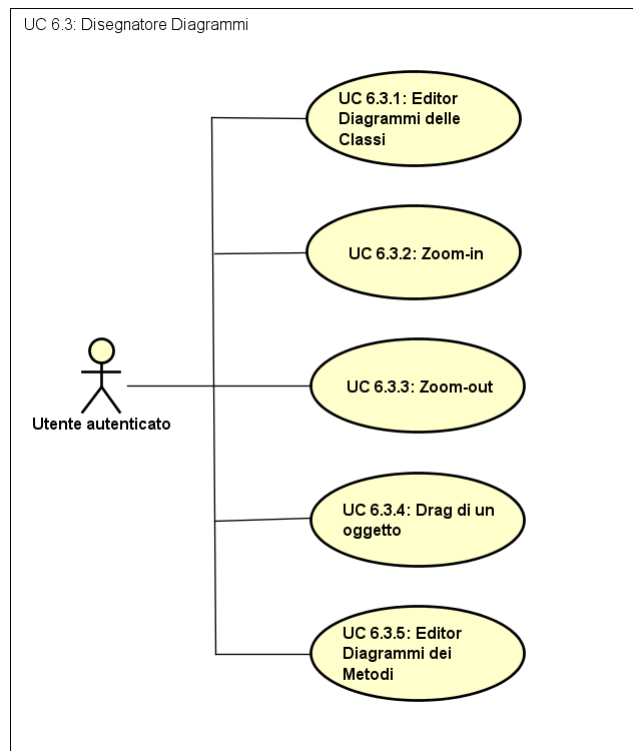 UC 6.3: Disegnatore Diagrammi
UC 6.3.1: Editor
Diagrammi delle
Classi
UC 6.3.2: Zoom-in
UC 6.3.3: Zoom-out
Utente autenticato
UC 6.3.4: Drag di un
oggetto
UC 6.3.5: Editor
Diagrammi dei
Metodi